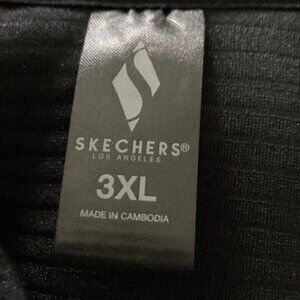 SKECHERS®
LOS ANGELES
3XL
MADE IN CAMBODIA